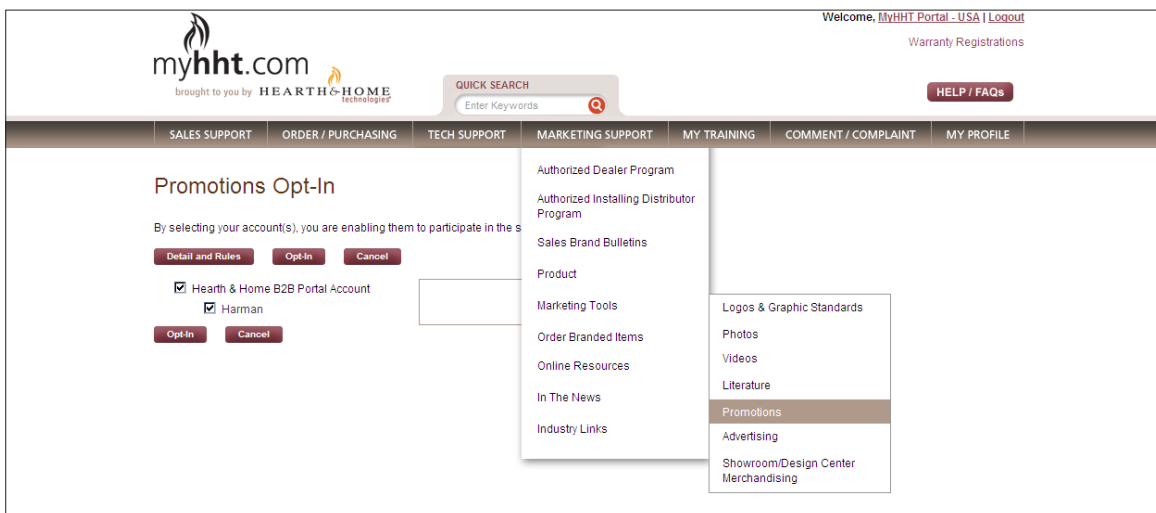 Welcome, MyHHT Portal - USA | Logout
Warranty Registrations
myhht.com
brought to you by HEARTH & HOME technologies®
QUICK SEARCH
Enter Keywords
HELP / FAQs
SALES SUPPORT ORDER / PURCHASING TECH SUPPORT MARKETING SUPPORT MY TRAINING COMMENT / COMPLAINT MY PROFILE
Promotions Opt-In
By selecting your account(s), you are enabling them to participate in the s
Detail and Rules Opt-In Cancel
Hearth & Home B2B Portal Account
Harman
Opt-In Cancel
Authorized Dealer Program
Authorized Installing Distributor
Program
Sales Brand Bulletins
Product
Marketing Tools
Order Branded Items
Online Resources
In The News
Industry Links
Logos & Graphic Standards
Photos
Videos
Literature
Promotions
Advertising
Showroom/Design Center
Merchandising